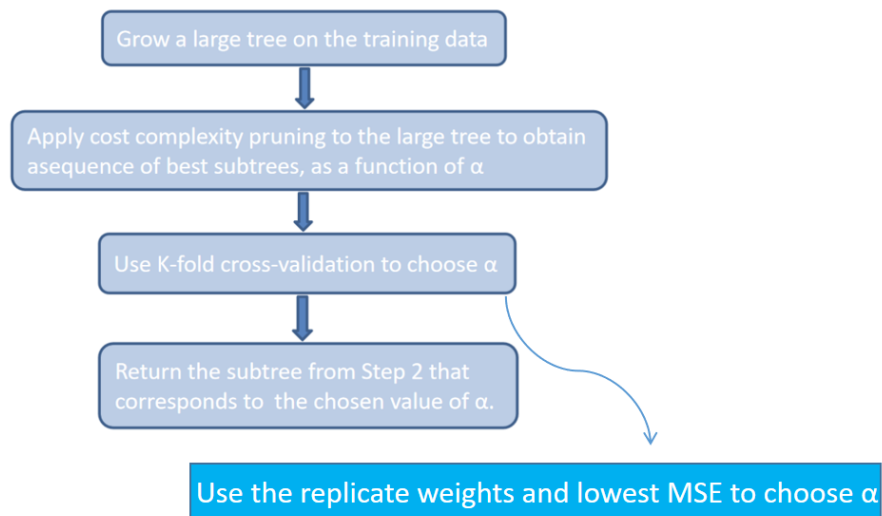 Grow a large tree on the training data
Apply cost complexity pruning to the large tree to obtain
asequence of best subtrees, as a function of α
Use K-fold cross-validation to choose α
Return the subtree from Step 2 that
corresponds to  the chosen value of α.
Use the replicate weights and lowest MSE to choose α